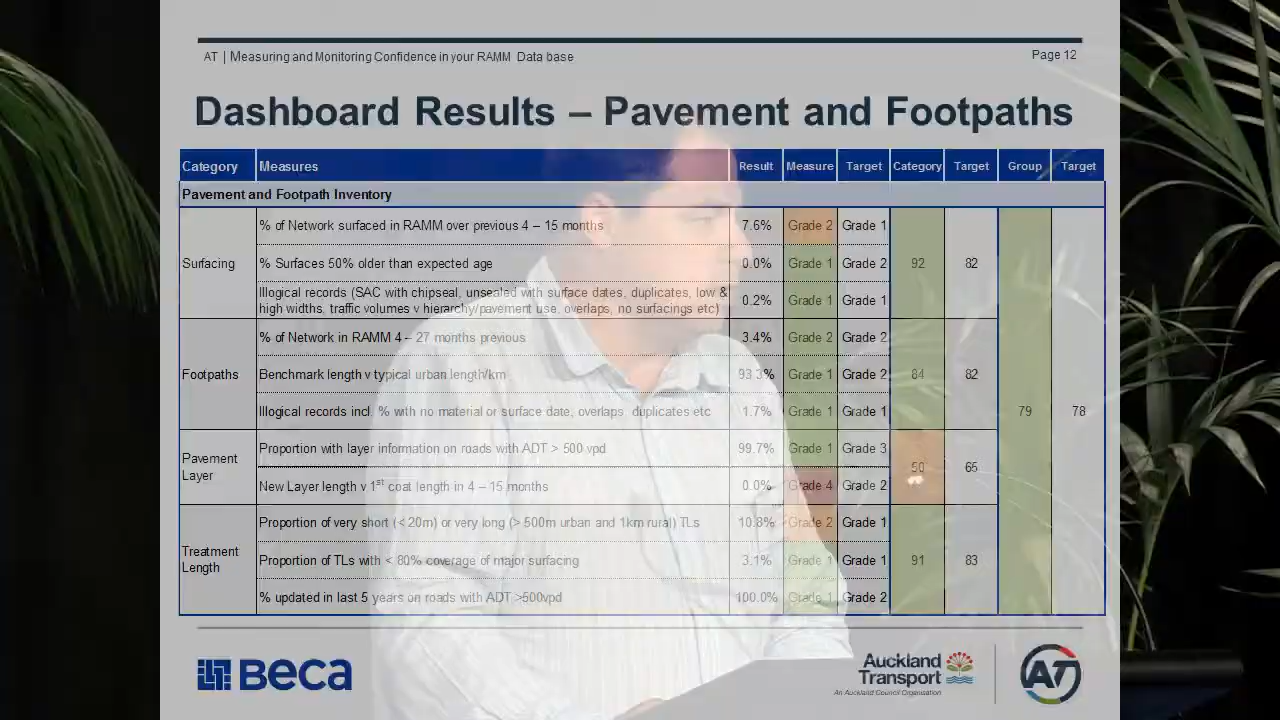 AT | Measuring and Monitoring Confidence in your RAMM Data base
Page 12
Dashboard Results – Pavement and Footpaths
Category Measures Result Measure Target Category Target Group Target
Pavement and Footpath Inventory
Surfacing
% of Network surfaced in RAMM over previous 4 – 15 months 7.6% Grade 2 Grade 1
% Surfaces 50% older than expected age 0.0% Grade 1 Grade 2 92 82
Illogical records (SAC with chipseal, unsealed with surface dates, duplicates, low &
high widths, traffic volumes v hierarchy/pavement use, overlaps, no surfacings etc) 0.2% Grade 1 Grade 1
Footpaths
% of Network in RAMM 4 – 27 months previous 3.4% Grade 2 Grade 2
Benchmark length v typical urban length/km 93.3% Grade 1 Grade 2 84 82
Illogical records incl. % with no material or surface date, overlaps, duplicates etc 1.7% Grade 1 Grade 1 79 78
Pavement
Layer
Proportion with layer information on roads with ADT > 500 vpd 99.7% Grade 1 Grade 3 50 65
New Layer length v 1st coat length in 4 – 15 months 0.0% Grade 4 Grade 2
Treatment
Length
Proportion of very short (< 20m) or very long (> 500m urban and 1km rural) TLs 10.8% Grade 2 Grade 1
Proportion of TLs with < 80% coverage of major surfacing 3.1% Grade 1 Grade 1 91 83
% updated in last 5 years on roads with ADT >500vpd 100.0% Grade 1 Grade 2
BECA
Auckland
Transport
An Auckland Council Organisation
AT